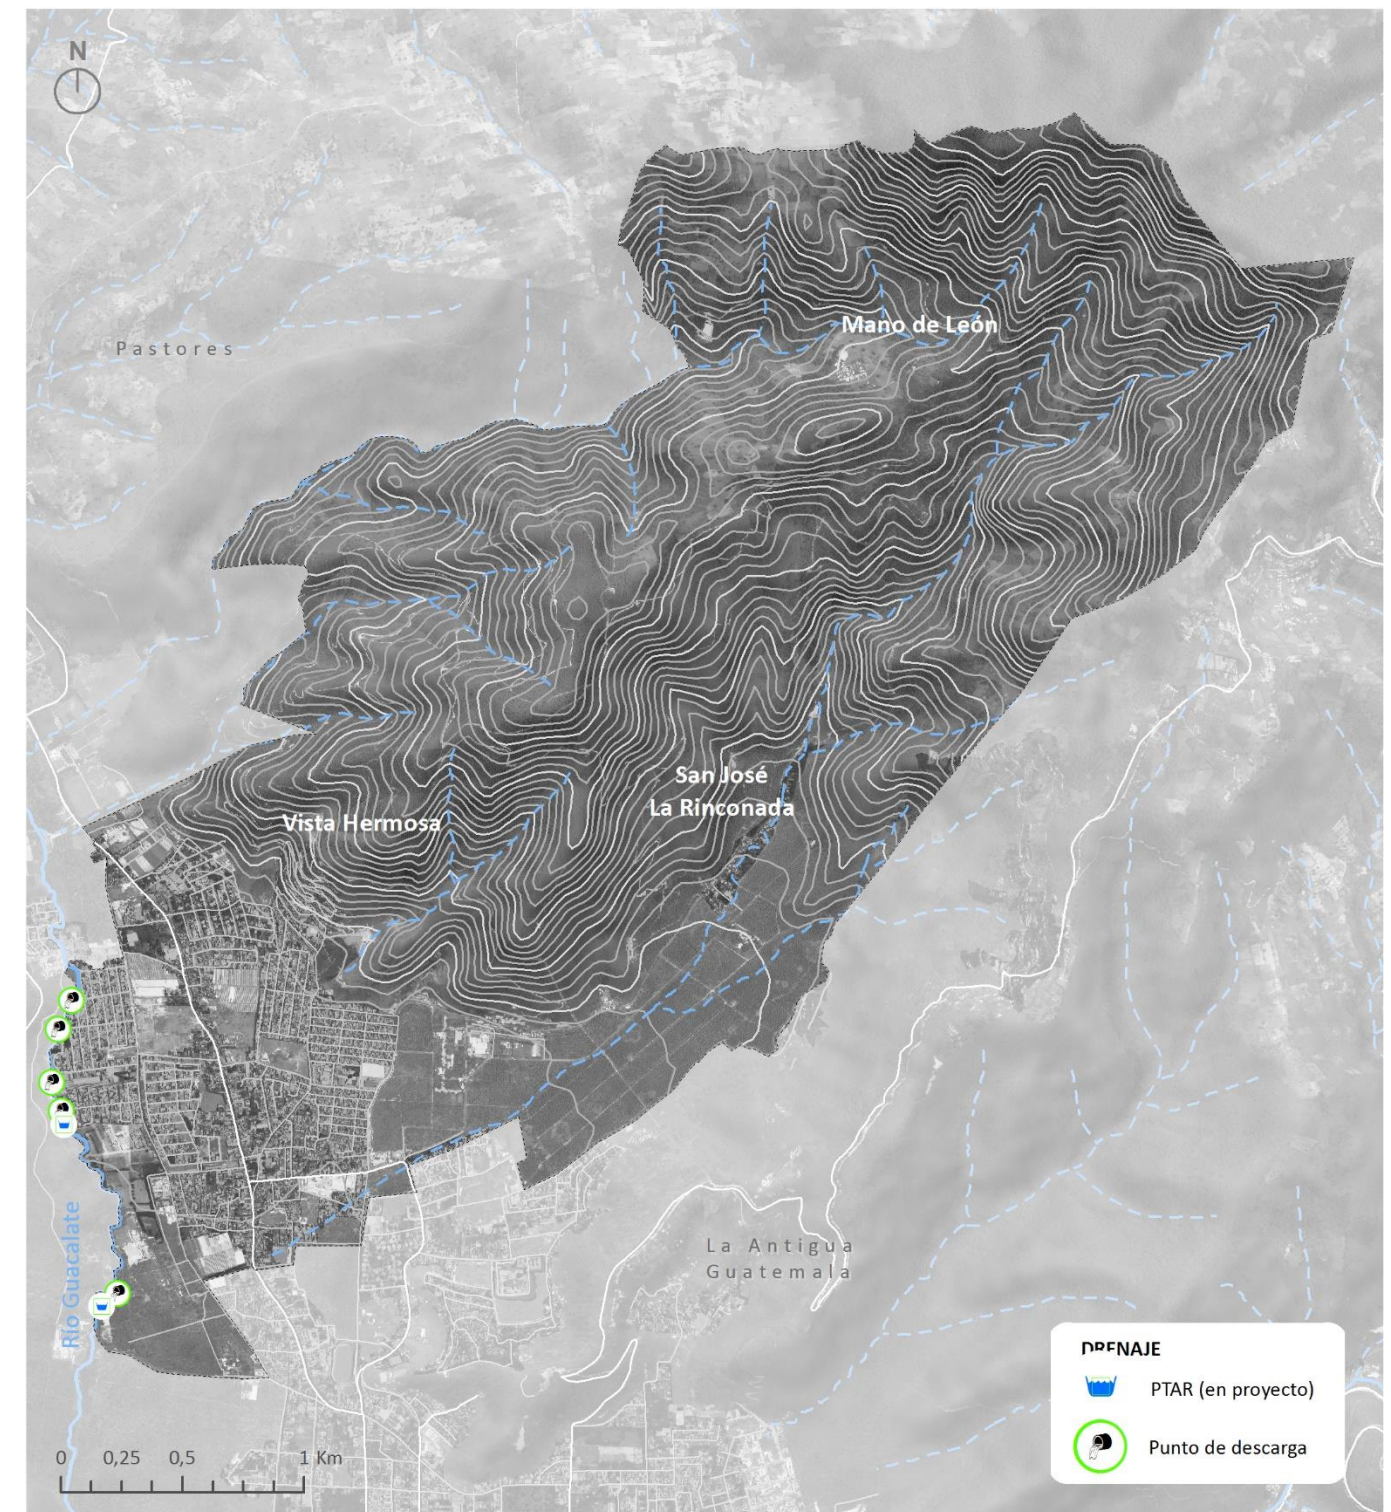 N
Pastores
Mano de León
San José
La Rinconada
Vista Hermosa
Río Guacalate
La Antigua
Guatemala
DRENAJE
PTAR (en proyecto)
Punto de descarga
0 0,25 0,5 1 Km